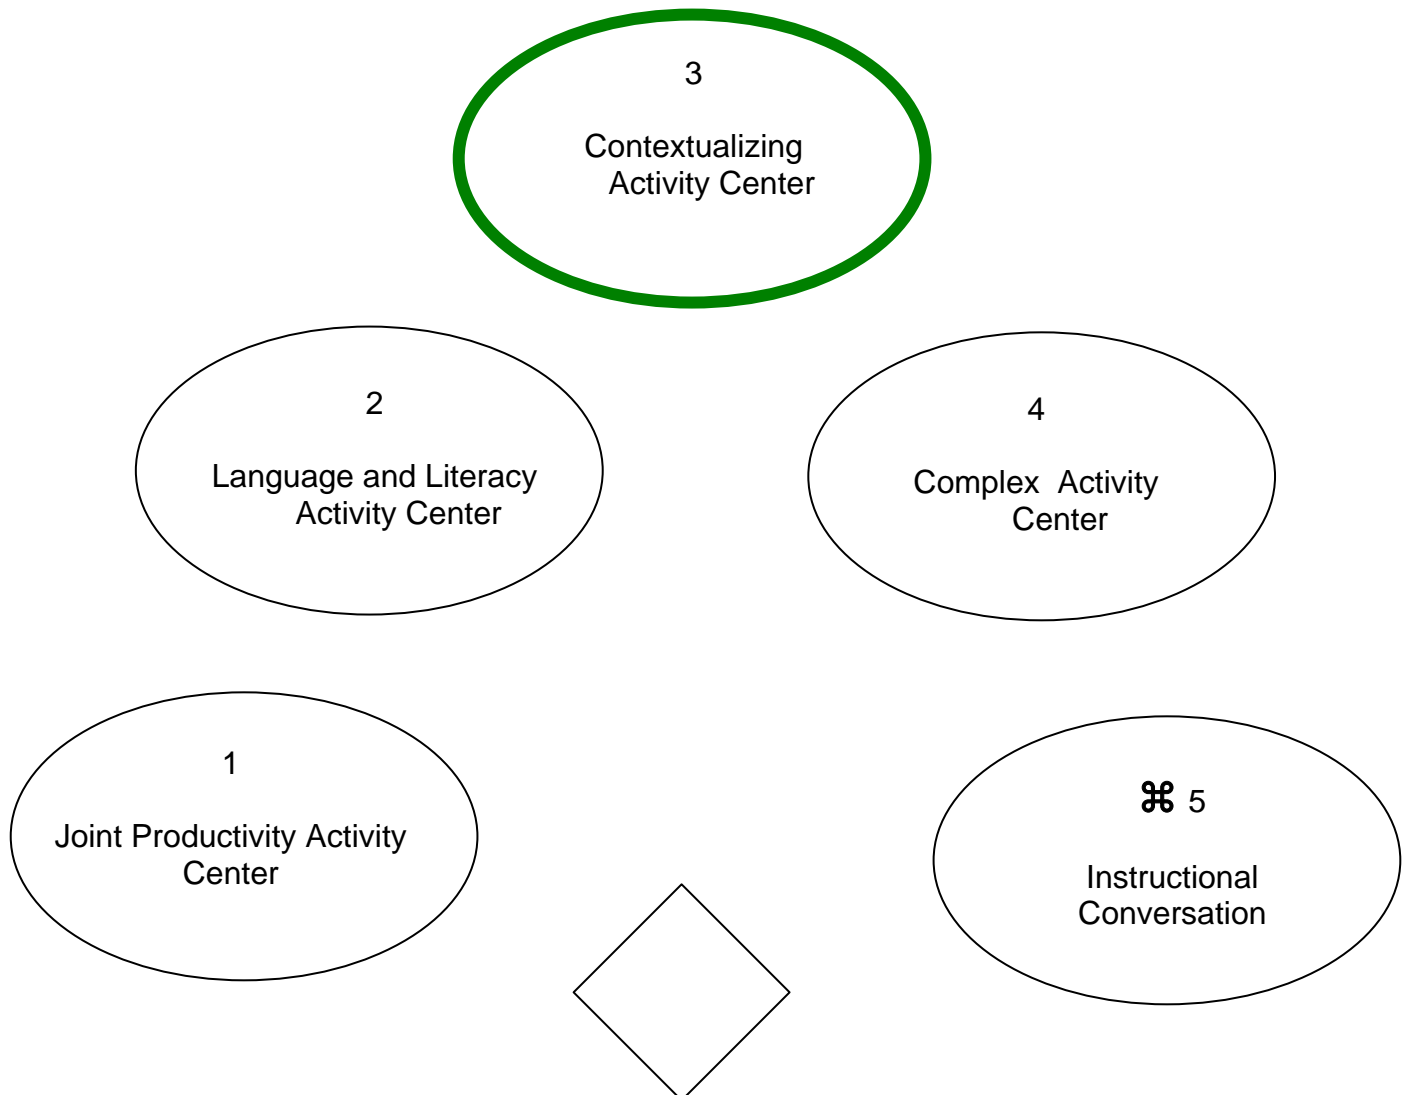 3
Contextualizing
Activity Center
2
Language and Literacy
Activity Center
4
Complex  Activity
Center
1
Joint Productivity Activity
Center
⌘ 5
Instructional
Conversation